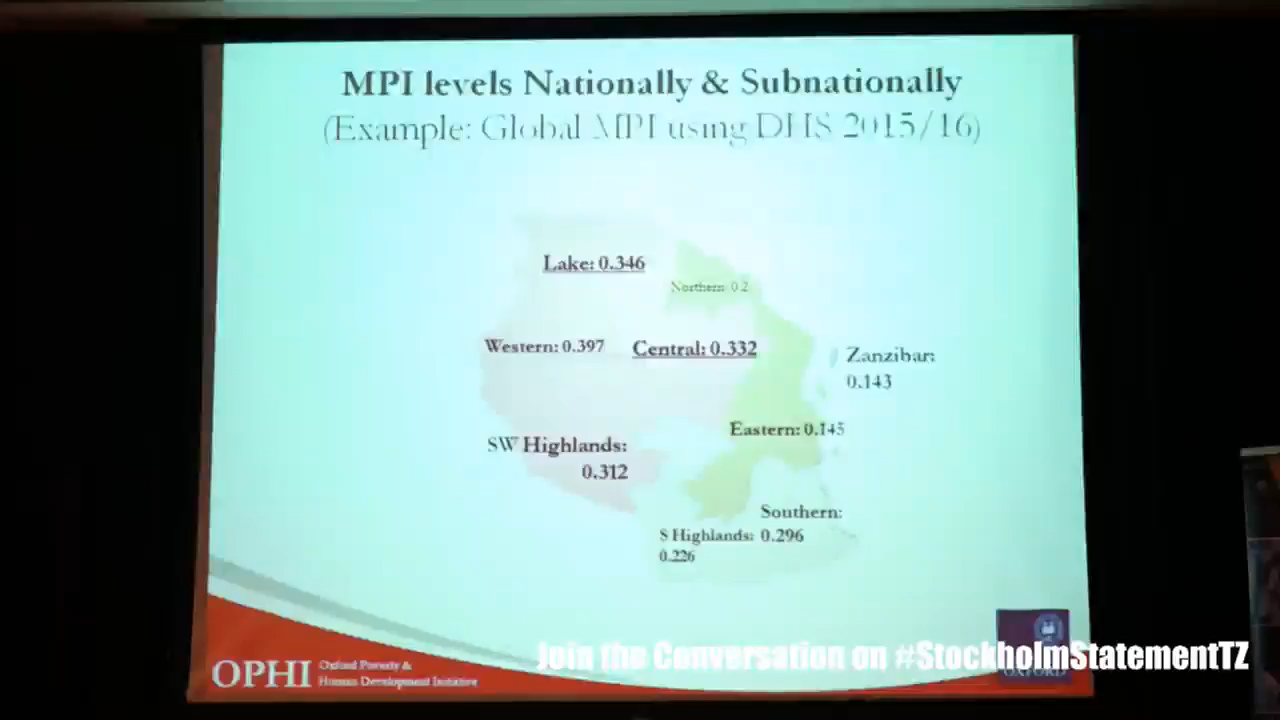 MPI levels Nationally & Subnationally
(Example: Global MPI using DHS 2015/16)
Lake: 0.346
Northern: 0.2
Western: 0.397
Central: 0.332
Zanzibar:
0.143
Eastern: 0.145
SW Highlands:
0.312
Southern:
0.296
S Highlands:
0.226
OPHI
Oxford Poverty &
Human Development Initiative
OXFORD
Join the Conversation on #StockholmStatementTZ